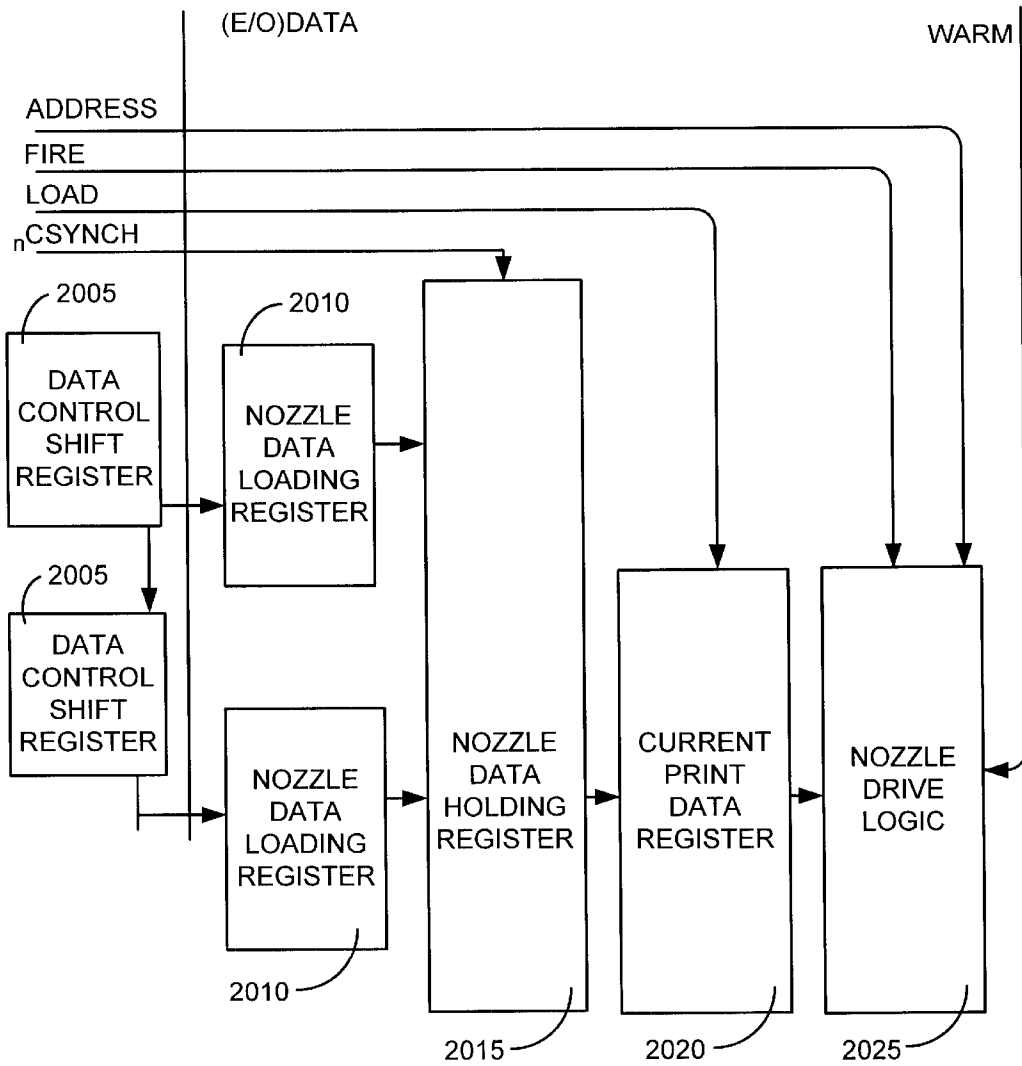 (E/O)DATA
WARM
ADDRESS
FIRE
LOAD
nCSYNCH
2005
DATA
CONTROL
SHIFT
REGISTER
2010
NOZZLE
DATA
LOADING
REGISTER
2005
DATA
CONTROL
SHIFT
REGISTER
NOZZLE
DATA
LOADING
REGISTER
2010
NOZZLE
DATA
HOLDING
REGISTER
2015
CURRENT
PRINT
DATA
REGISTER
2020
NOZZLE
DRIVE
LOGIC
2025